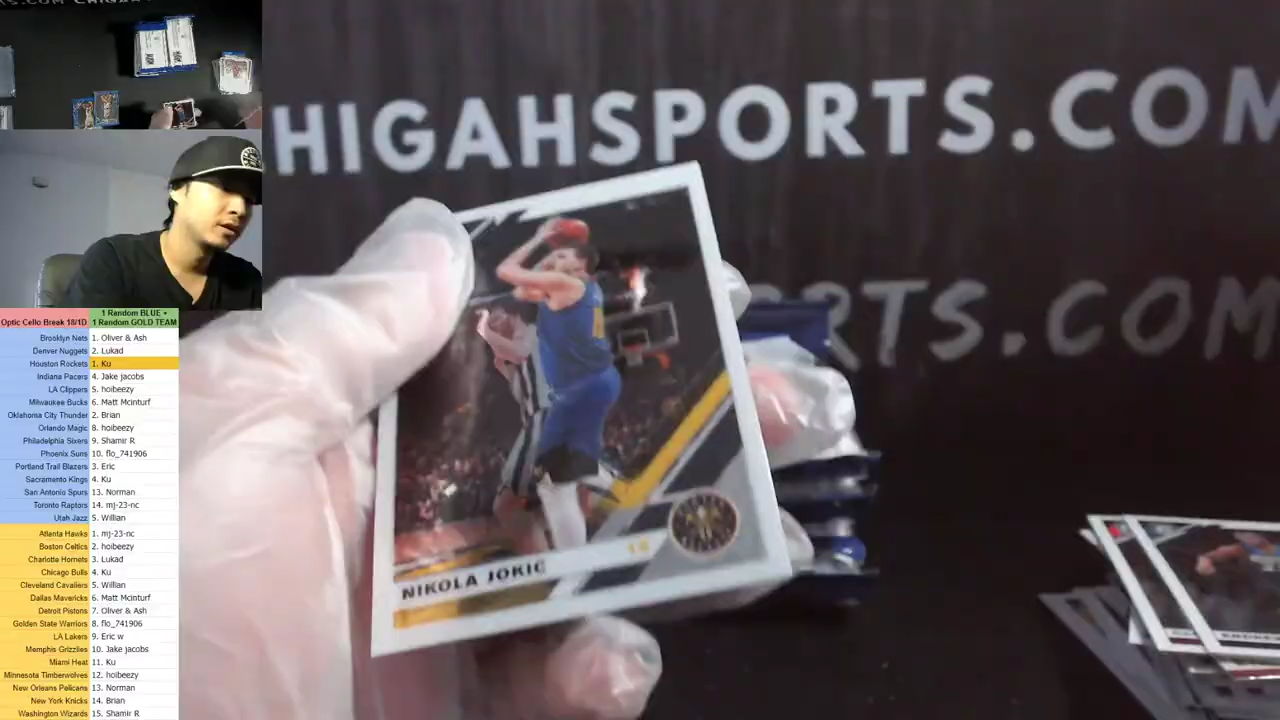 RS.COM CHIGAH
CHIGAHSPORTS.COM
RTS.COM
NIKOLA JOKIC
Optic Cello Break 18/1D
1 Random BLUE +
1 Random GOLD TEAM
Brooklyn Nets 1. Oliver & Ash
Denver Nuggets 2. Lukad
Houston Rockets 1. Ku
Indiana Pacers 4. Jake jacobs
LA Clippers 5. hoibeezy
Milwaukee Bucks 6. Matt Mcinturf
Oklahoma City Thunder 2. Brian
Orlando Magic 8. hoibeezy
Philadelphia Sixers 9. Shamir R
Phoenix Suns 10. flo_741906
Portland Trail Blazers 3. Eric
Sacramento Kings 4. Ku
San Antonio Spurs 13. Norman
Toronto Raptors 14. mj-23-nc
Utah Jazz 5. Willian
Atlanta Hawks 1. mj-23-nc
Boston Celtics 2. hoibeezy
Charlotte Hornets 3. Lukad
Chicago Bulls 4. Ku
Cleveland Cavaliers 5. Willian
Dallas Mavericks 6. Matt Mcinturf
Detroit Pistons 7. Oliver & Ash
Golden State Warriors 8. flo_741906
LA Lakers 9. Eric w
Memphis Grizzlies 10. Jake jacobs
Miami Heat 11. Ku
Minnesota Timberwolves 12. hoibeezy
New Orleans Pelicans 13. Norman
New York Knicks 14. Brian
Washington Wizards 15. Shamir R